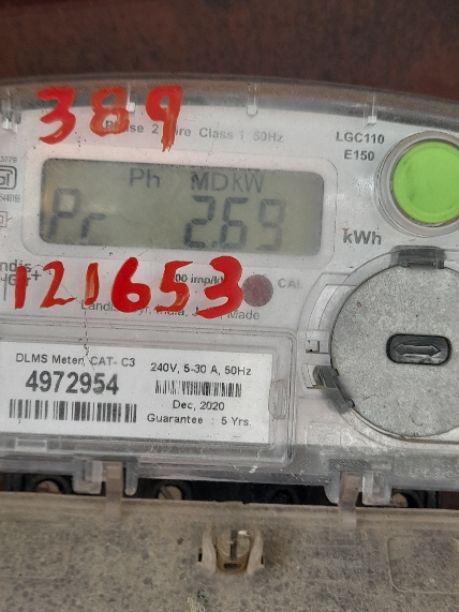 389
Phase 2 Wire Class 1 50Hz
LGC110
E150
Ph MDKW
Pr 2.69
kWh
CAL
121653
DLMS Meter, CAT- C3
4972954
240V, 5-30 A, 50Hz
Dec, 2020
Guarantee : 5 Yrs.